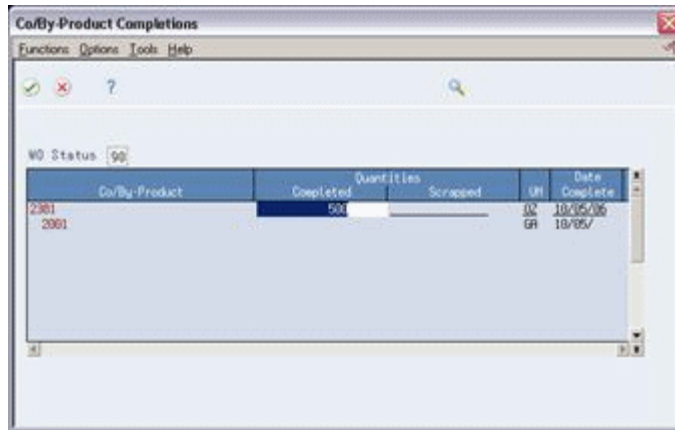 Co/By-Product Completions
Functions Options Tools Help
?
WO Status 90
Quantities Date
Co/By-Product Completed Scrapped UM Complete
2301 500 OZ 10/05/06
2001 GA 10/05/